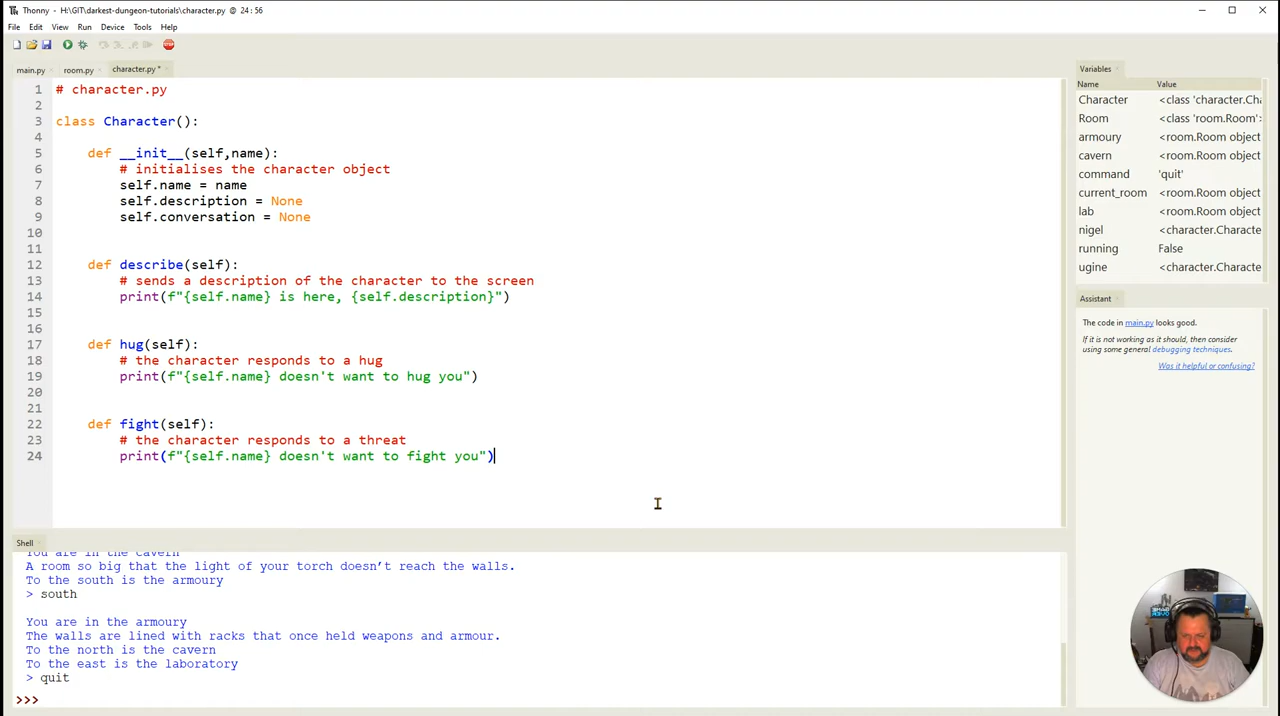 Thonny - H:\GIT\darkest-dungeon-tutorials\character.py @ 24:56
File Edit View Run Device Tools Help
main.py room.py character.py *
1 # character.py
2
3 class Character():
4
5 def __init__(self,name):
6 # initialises the character object
7 self.name = name
8 self.description = None
9 self.conversation = None
10
11
12 def describe(self):
13 # sends a description of the character to the screen
14 print(f"{self.name} is here, {self.description}")
15
16
17 def hug(self):
18 # the character responds to a hug
19 print(f"{self.name} doesn't want to hug you")
20
21
22 def fight(self):
23 # the character responds to a threat
24 print(f"{self.name} doesn't want to fight you")
Shell
You are in the cavern
A room so big that the light of your torch doesn’t reach the walls.
To the south is the armoury
> south
You are in the armoury
The walls are lined with racks that once held weapons and armour.
To the north is the cavern
To the east is the laboratory
> quit
>>>
Variables
Name Value
Character <class 'character.Cha
Room <class 'room.Room'>
armoury <room.Room object
cavern <room.Room object
command 'quit'
current_room <room.Room object
lab <room.Room object
nigel <character.Characte
running False
ugine <character.Characte
Assistant
The code in main.py looks good.
If it is not working as it should, then consider
using some general debugging techniques.
Was it helpful or confusing?